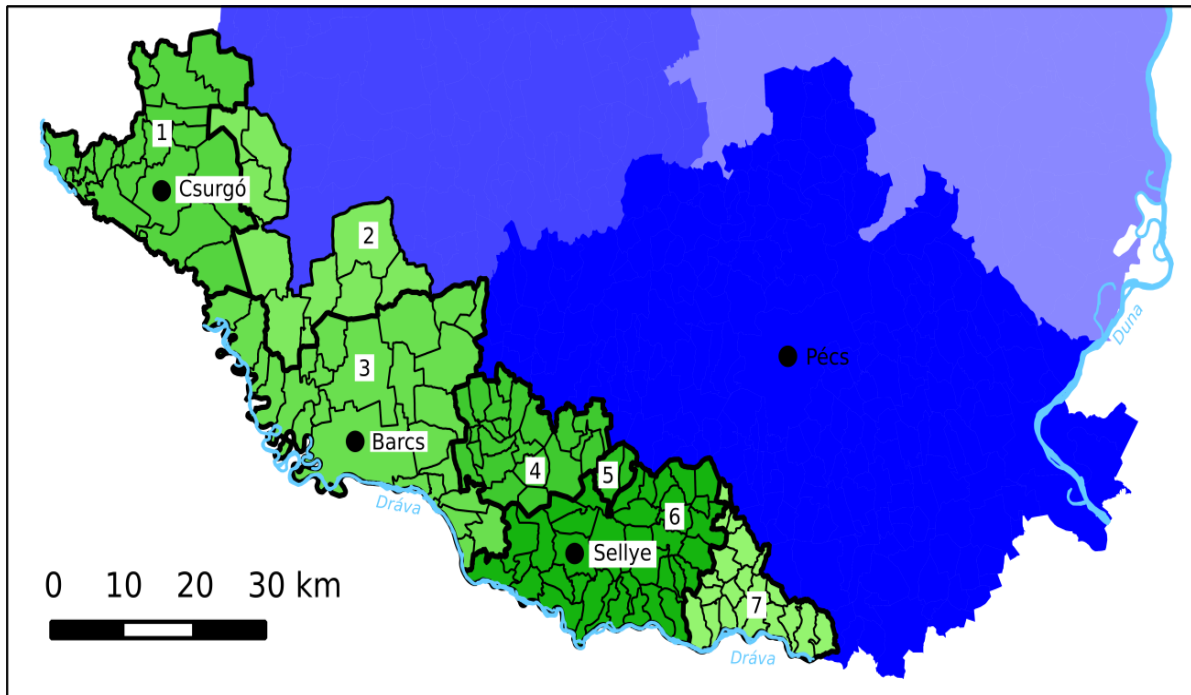 1
Csurgó
2
Duna
3
Pécs
Barcs
4
5
Dráva
6
Sellye
0 10 20 30 km
7
Dráva